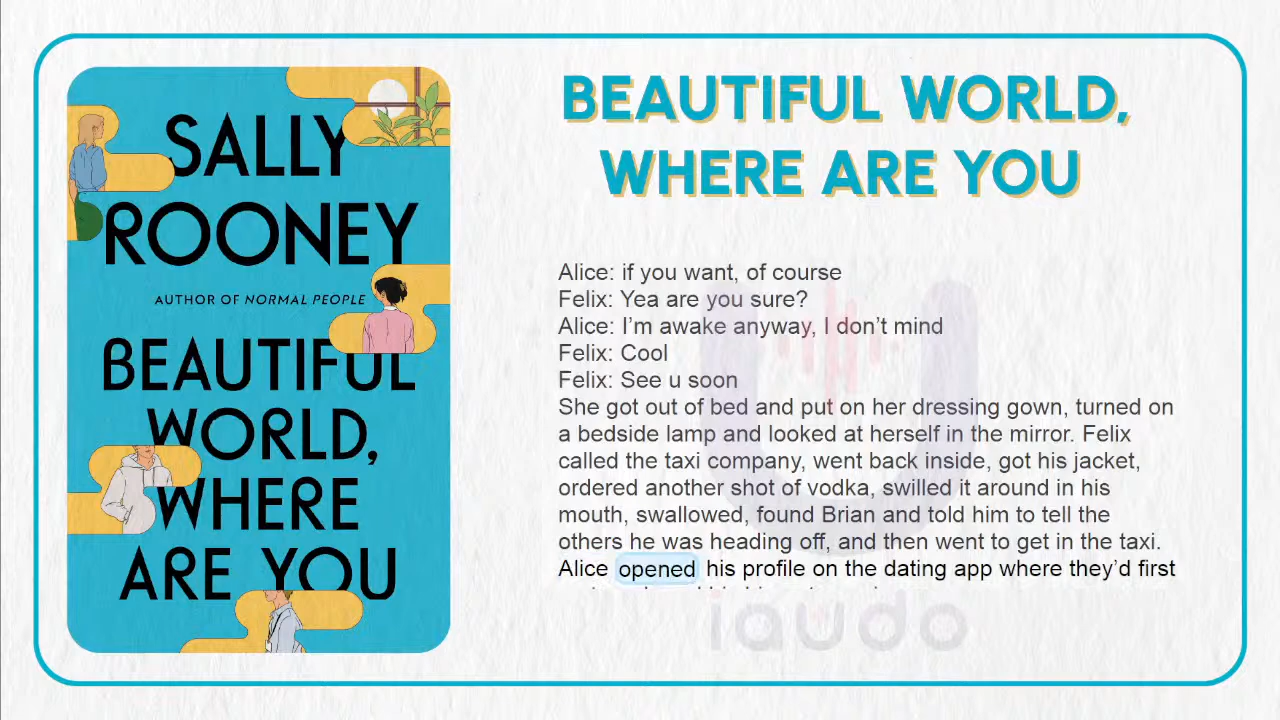 SALLY
ROONEY
AUTHOR OF NORMAL PEOPLE
BEAUTIFUL
WORLD,
WHERE
ARE YOU
BEAUTIFUL WORLD,
WHERE ARE YOU
Alice: if you want, of course
Felix: Yea are you sure?
Alice: I’m awake anyway, I don’t mind
Felix: Cool
Felix: See u soon
She got out of bed and put on her dressing gown, turned on
a bedside lamp and looked at herself in the mirror. Felix
called the taxi company, went back inside, got his jacket,
ordered another shot of vodka, swilled it around in his
mouth, swallowed, found Brian and told him to tell the
others he was heading off, and then went to get in the taxi.
Alice opened his profile on the dating app where they’d first
iaudo